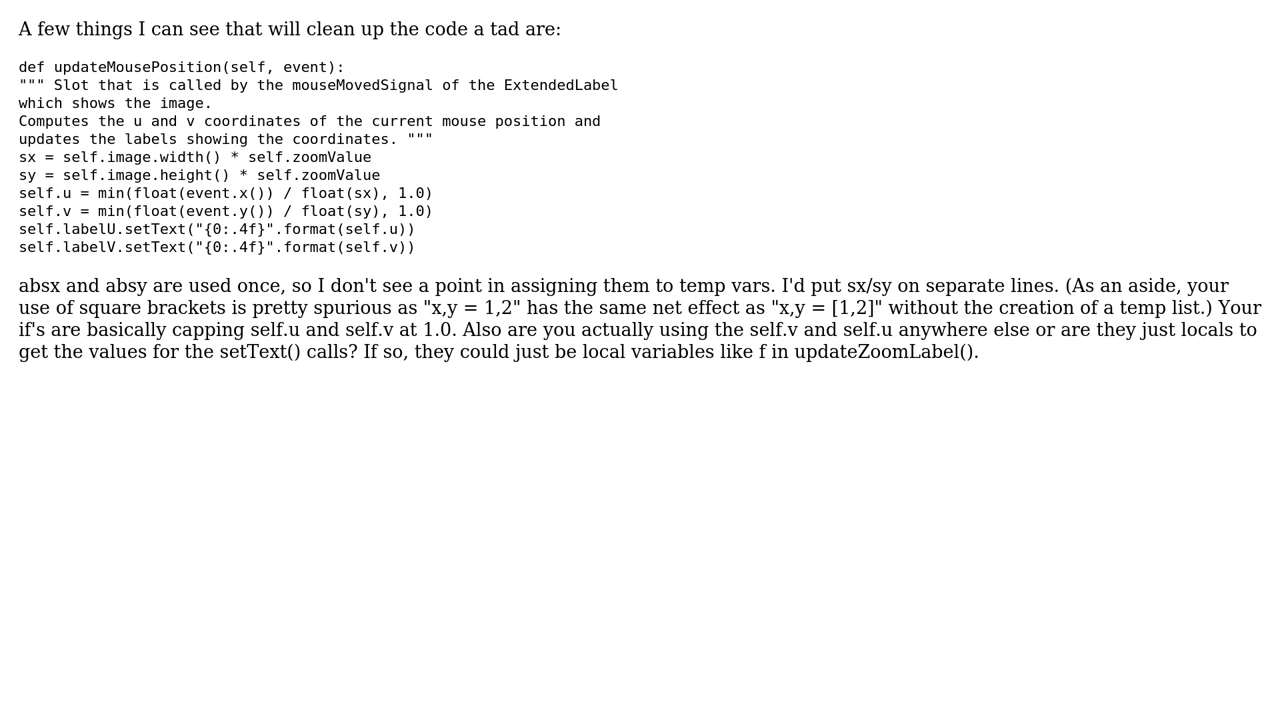 A few things I can see that will clean up the code a tad are:
def updateMousePosition(self, event):
""" Slot that is called by the mouseMovedSignal of the ExtendedLabel
which shows the image.
Computes the u and v coordinates of the current mouse position and
updates the labels showing the coordinates. """
sx = self.image.width() * self.zoomValue
sy = self.image.height() * self.zoomValue
self.u = min(float(event.x()) / float(sx), 1.0)
self.v = min(float(event.y()) / float(sy), 1.0)
self.labelU.setText("{0:.4f}".format(self.u))
self.labelV.setText("{0:.4f}".format(self.v))
absx and absy are used once, so I don't see a point in assigning them to temp vars. I'd put sx/sy on separate lines. (As an aside, your
use of square brackets is pretty spurious as "x,y = 1,2" has the same net effect as "x,y = [1,2]" without the creation of a temp list.) Your
if's are basically capping self.u and self.v at 1.0. Also are you actually using the self.v and self.u anywhere else or are they just locals to
get the values for the setText() calls? If so, they could just be local variables like f in updateZoomLabel().